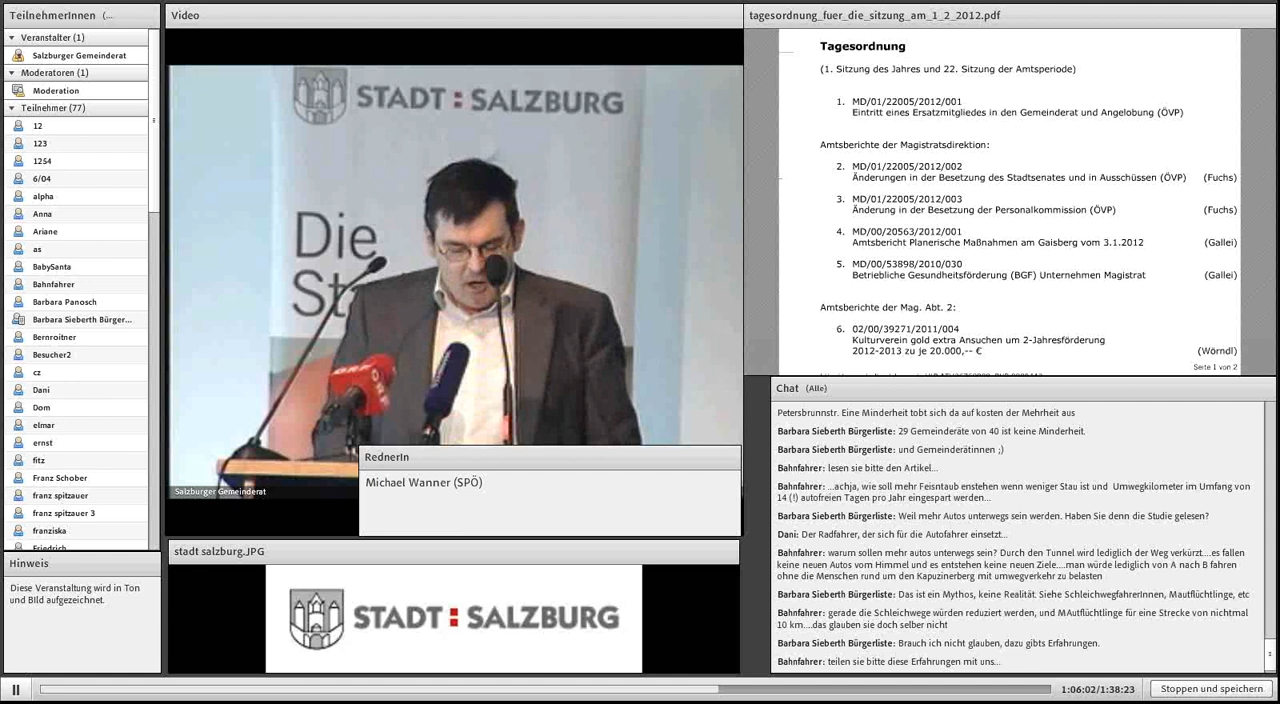 TeilnehmerInnen (...
Veranstalter (1)
Salzburger Gemeinderat
Moderatoren (1)
Moderation
Teilnehmer (77)
12
123
1254
6/04
alpha
Anna
Ariane
as
BabySanta
Bahnfahrer
Barbara Panosch
Barbara Sieberth Bürger...
Bernroitner
Besucher2
cz
Dani
Dom
elmar
ernst
fitz
Franz Schober
franz spitzauer
franz spitzauer 3
franziska
Friedrich
Hinweis
Diese Veranstaltung wird in Ton
und BIld aufgezeichnet.
Video
STADT : SALZBURG
Die
Sta
Salzburger Gemeinderat
RednerIn
Michael Wanner (SPÖ)
stadt salzburg.JPG
STADT : SALZBURG
tagesordnung_fuer_die_sitzung_am_1_2_2012.pdf
Tagesordnung
(1. Sitzung des Jahres und 22. Sitzung der Amtsperiode)
1. MD/01/22005/2012/001
Eintritt eines Ersatzmitgliedes in den Gemeinderat und Angelobung (ÖVP)
Amtsberichte der Magistratsdirektion:
2. MD/01/22005/2012/002
Änderungen in der Besetzung des Stadtsenates und in Ausschüssen (ÖVP) (Fuchs)
3. MD/01/22005/2012/003
Änderung in der Besetzung der Personalkommission (ÖVP) (Fuchs)
4. MD/00/20563/2012/001
Amtsbericht Planerische Maßnahmen am Gaisberg vom 3.1.2012 (Gallei)
5. MD/00/53898/2010/030
Betriebliche Gesundheitsförderung (BGF) Unternehmen Magistrat (Gallei)
Amtsberichte der Mag. Abt. 2:
6. 02/00/39271/2011/004
Kulturverein gold extra Ansuchen um 2-Jahresförderung
2012-2013 zu je 20.000,-- € (Wörndl)
Seite 1 von 2
Chat (Alle)
Petersbrunnstr. Eine Minderheit tobt sich da auf kosten der Mehrheit aus
Barbara Sieberth Bürgerliste: 29 Gemeinderäte von 40 ist keine Minderheit.
Barbara Sieberth Bürgerliste: und Gemeinderätinnen ;)
Bahnfahrer: lesen sie bitte den Artikel...
Bahnfahrer: ...achja, wie soll mehr Feisntaub enstehen wenn weniger Stau ist und Umwegkilometer im Umfang von
14 (!) autofreien Tagen pro Jahr eingespart werden...
Barbara Sieberth Bürgerliste: Weil mehr Autos unterwegs sein werden. Haben Sie denn die Studie gelesen?
Dani: Der Radfahrer, der sich für die Autofahrer einsetzt...
Bahnfahrer: warum sollen mehr autos unterwegs sein? Durch den Tunnel wird lediglich der Weg verkürzt....es fallen
keine neuen Autos vom Himmel und es entstehen keine neuen Ziele....man würde lediglich von A nach B fahren
ohne die Menschen rund um den Kapuzinerberg mit umwegverkehr zu belasten
Barbara Sieberth Bürgerliste: Das ist ein Mythos, keine Realität. Siehe SchleichwegfahrerInnen, Mautflüchtlinge, etc
Bahnfahrer: gerade die Schleichwege würden reduziert werden, und MAutflüchtlinge für eine Strecke von nichtmal
10 km....das glauben sie doch selber nicht
Barbara Sieberth Bürgerliste: Brauch ich nicht glauben, dazu gibts Erfahrungen.
Bahnfahrer: teilen sie bitte diese Erfahrungen mit uns...
1:06:02/1:38:23
Stoppen und speichern